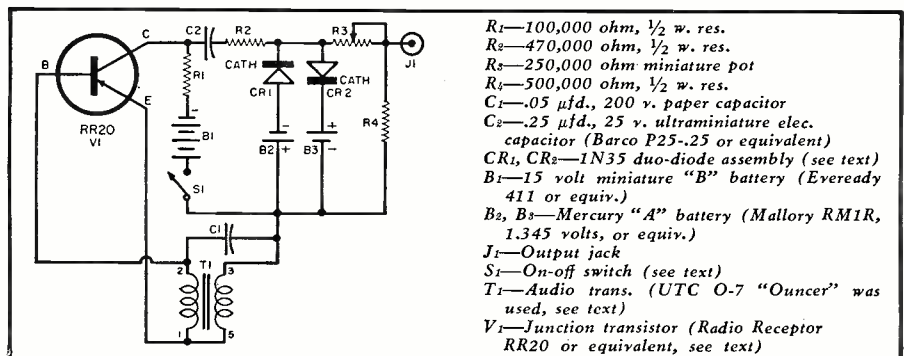 C
C2
R2
R3
J1
B
E
RR20
V1
R1
B1
S1
CATH
CR1
CATH
CR2
B2
B3
R4
C1
T1
2
3
1
5
R1—100,000 ohm, ½ w. res.
R2—470,000 ohm, ½ w. res.
R3—250,000 ohm miniature pot
R4—500,000 ohm, ½ w. res.
C1—.05 μfd., 200 v. paper capacitor
C2—.25 μfd., 25 v. ultraminiature elec.
capacitor (Barco P25-.25 or equivalent)
CR1, CR2—1N35 duo-diode assembly (see text)
B1—15 volt miniature "B" battery (Eveready
411 or equiv.)
B2, B3—Mercury "A" battery (Mallory RM1R,
1.345 volts, or equiv.)
J1—Output jack
S1—On-off switch (see text)
T1—Audio trans. (UTC O-7 "Ouncer" was
used, see text)
V1—Junction transistor (Radio Receptor
RR20 or equivalent, see text)